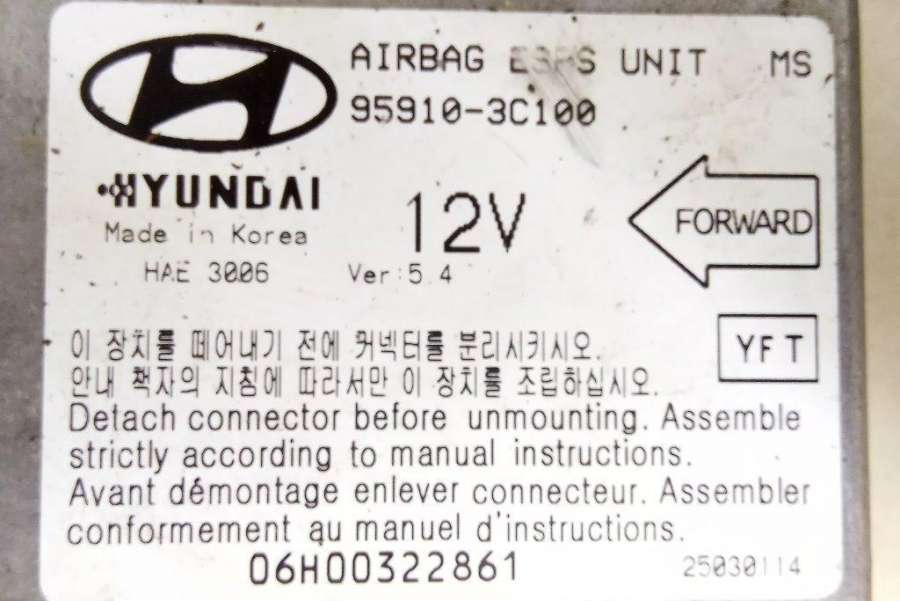 AIRBAG UNIT MS
95910-3C100
HYUNDAI
Made in Korea
12V
FORWARD
HAE 3006
Ver:5.4
YFT
이 장치를 떼어내기 전에 커넥터를 분리시키시오.
안내 책자의 지침에 따라서만 이 장치를 조립하십시오.
Detach connector before unmounting. Assemble
strictly according to manual instructions.
Avant démontage enlever connecteur. Assembler
conformement au manuel d'instructions.
06H00322861
25030114